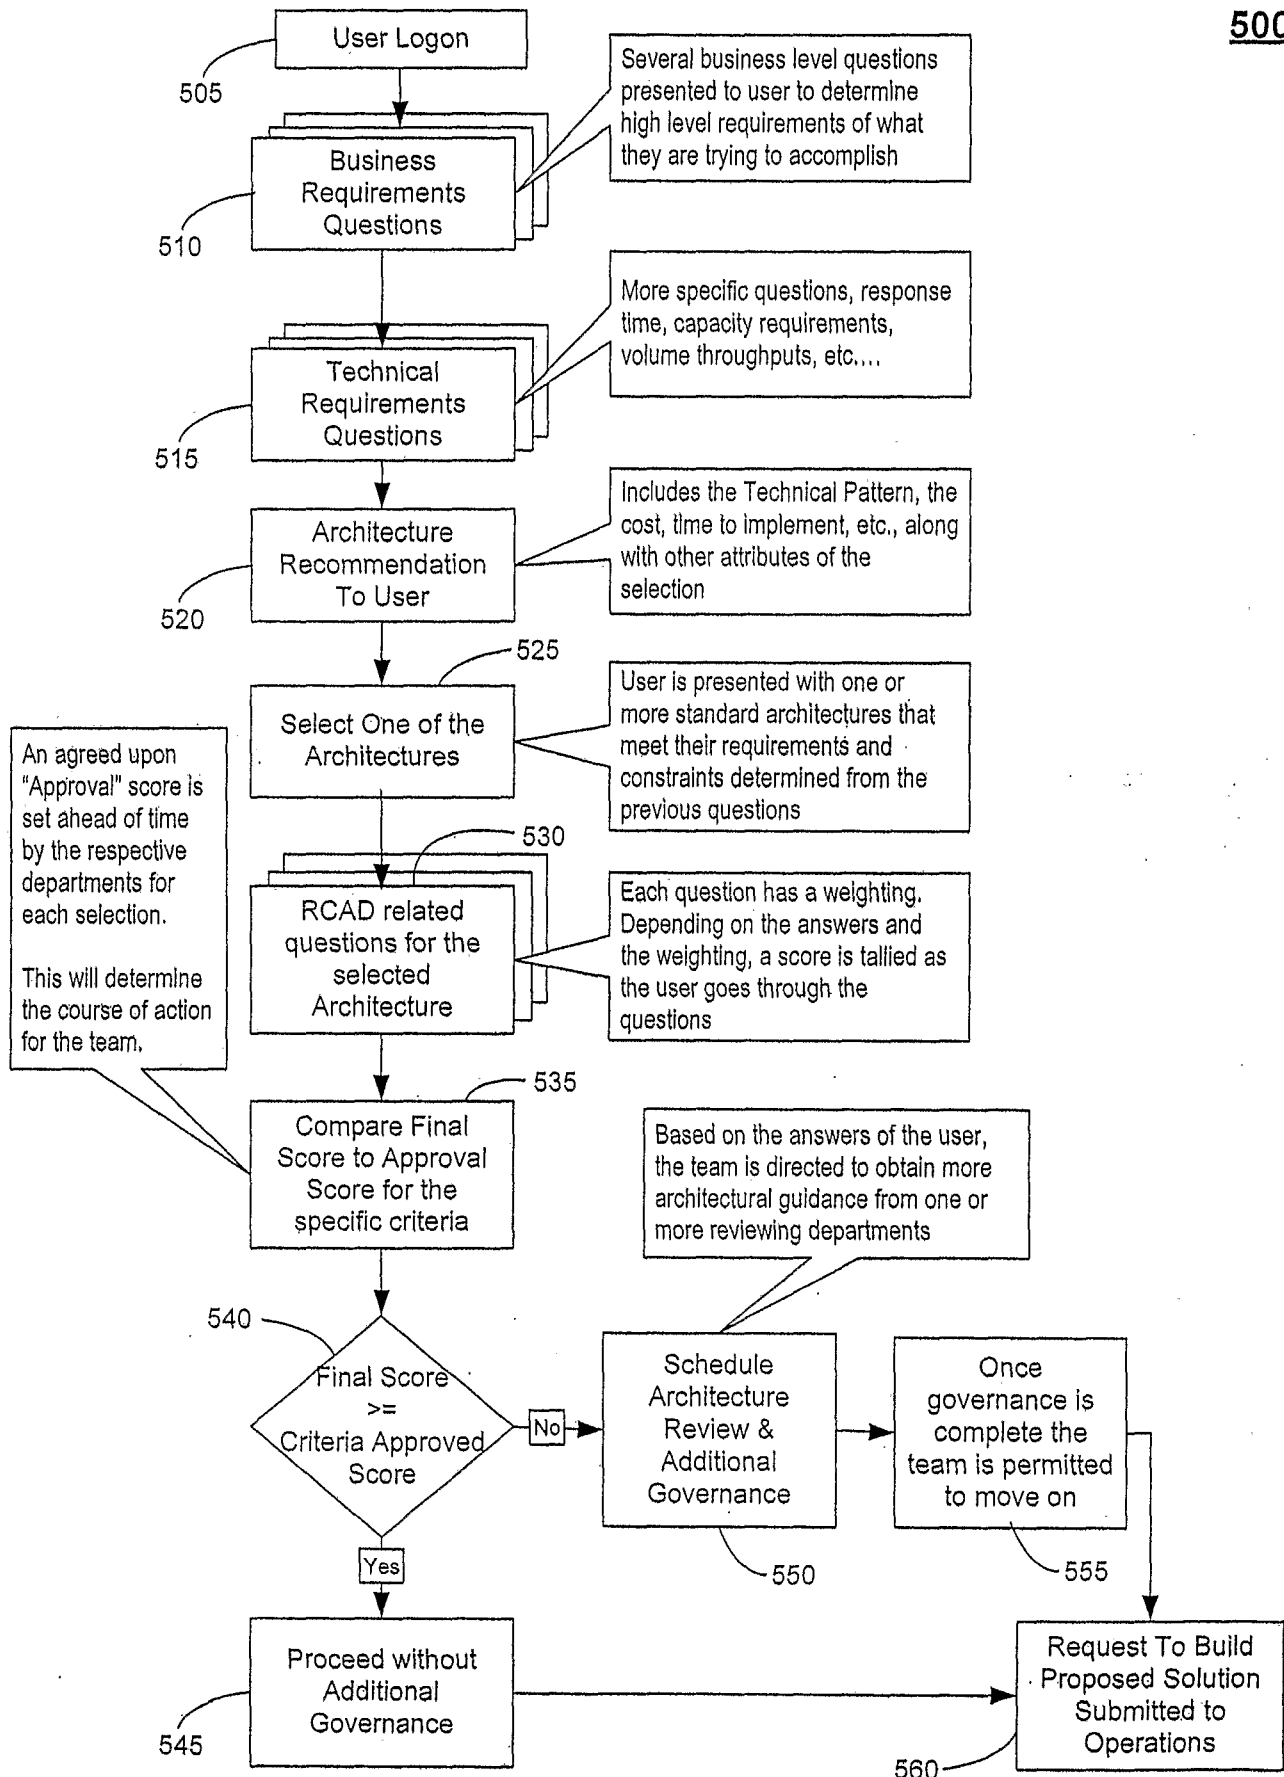 500
User Logon
505
Several business level questions
presented to user to determine
high level requirements of what
they are trying to accomplish
Business
Requirements
Questions
510
More specific questions, response
time, capacity requirements,
volume throughputs, etc....
Technical
Requirements
Questions
515
Includes the Technical Pattern, the
cost, time to implement, etc., along
with other attributes of the
selection
Architecture
Recommendation
To User
520
525
Select One of the
Architectures
User is presented with one or
more standard architectures that
meet their requirements and
constraints determined from the
previous questions
An agreed upon
"Approval" score is
set ahead of time
by the respective
departments for
each selection.
This will determine
the course of action
for the team.
530
RCAD related
questions for the
selected
Architecture
Each question has a weighting.
Depending on the answers and
the weighting, a score is tallied as
the user goes through the
questions
535
Compare Final
Score to Approval
Score for the
specific criteria
Based on the answers of the user,
the team is directed to obtain more
architectural guidance from one or
more reviewing departments
540
Final Score
>=
Criteria Approved
Score
No
Schedule
Architecture
Review &
Additional
Governance
550
Once
governance is
complete the
team is permitted
to move on
555
Yes
Proceed without
Additional
Governance
545
Request To Build
Proposed Solution
Submitted to
Operations
560